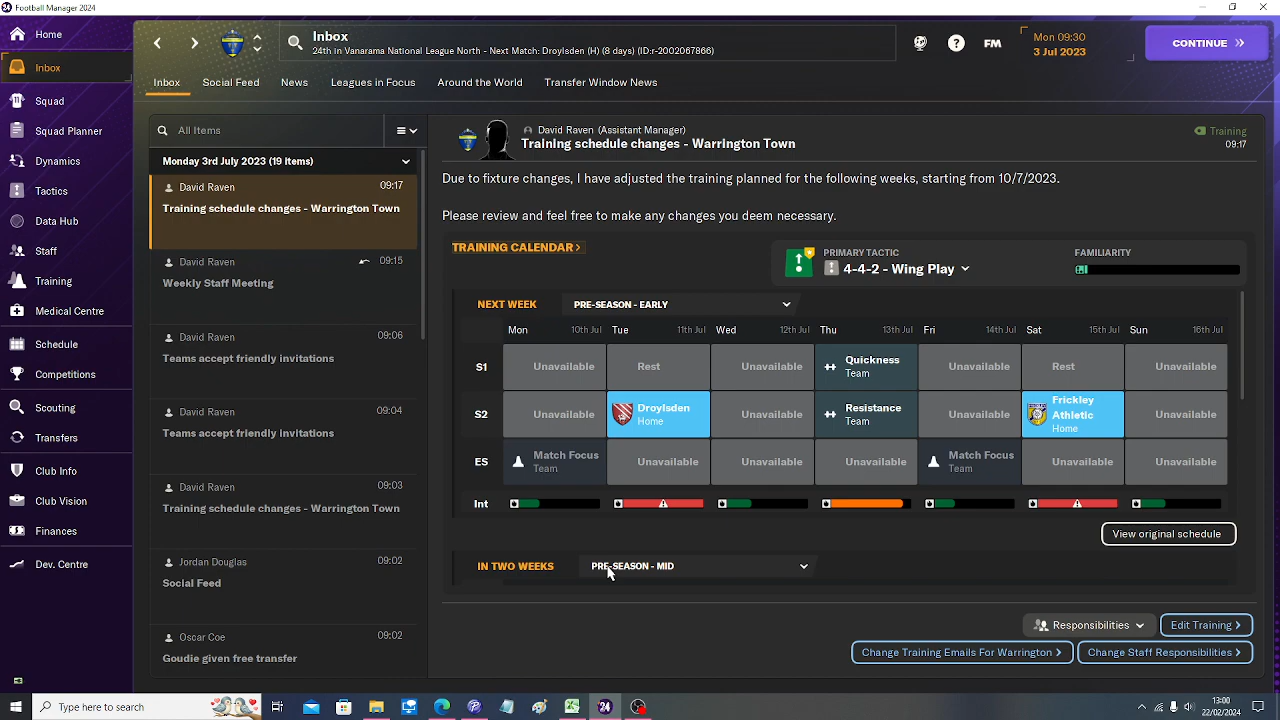 24 Football Manager 2024
Home
Inbox
Squad
Squad Planner
Dynamics
Tactics
Data Hub
Staff
Training
Medical Centre
Schedule
Competitions
Scouting
Transfers
Club Info
Club Vision
Finances
Dev. Centre
Inbox
24th in Vanarama National League North - Next Match: Droylsden (H) (8 days) (ID:r-2002067866)
? FM
Mon 09:30
3 Jul 2023
CONTINUE
Inbox Social Feed News Leagues in Focus Around the World Transfer Window News
All Items
Monday 3rd July 2023 (19 Items)
David Raven 09:17
Training schedule changes - Warrington Town
David Raven 09:15
Weekly Staff Meeting
David Raven 09:06
Teams accept friendly invitations
David Raven 09:04
Teams accept friendly invitations
David Raven 09:03
Training schedule changes - Warrington Town
Jordan Douglas 09:02
Social Feed
Oscar Coe 09:02
Goudie given free transfer
David Raven (Assistant Manager)
Training schedule changes - Warrington Town
Training
09:17
Due to fixture changes, I have adjusted the training planned for the following weeks, starting from 10/7/2023.
Please review and feel free to make any changes you deem necessary.
TRAINING CALENDAR >
PRIMARY TACTIC
4-4-2 - Wing Play
FAMILIARITY
NEXT WEEK PRE-SEASON - EARLY
Mon 10th Jul Tue 11th Jul Wed 12th Jul Thu 13th Jul Fri 14th Jul Sat 15th Jul Sun 16th Jul
S1 Unavailable Rest Unavailable Quickness Team Unavailable Rest Unavailable
S2 Unavailable Droylsden Home Unavailable Resistance Team Unavailable Frickley Athletic Home Unavailable
ES Match Focus Team Unavailable Unavailable Unavailable Match Focus Team Unavailable Unavailable
Int
View original schedule
IN TWO WEEKS PRE-SEASON - MID
Responsibilities Edit Training >
Change Training Emails For Warrington > Change Staff Responsibilities >
Type here to search
24
13:00
22/02/2024